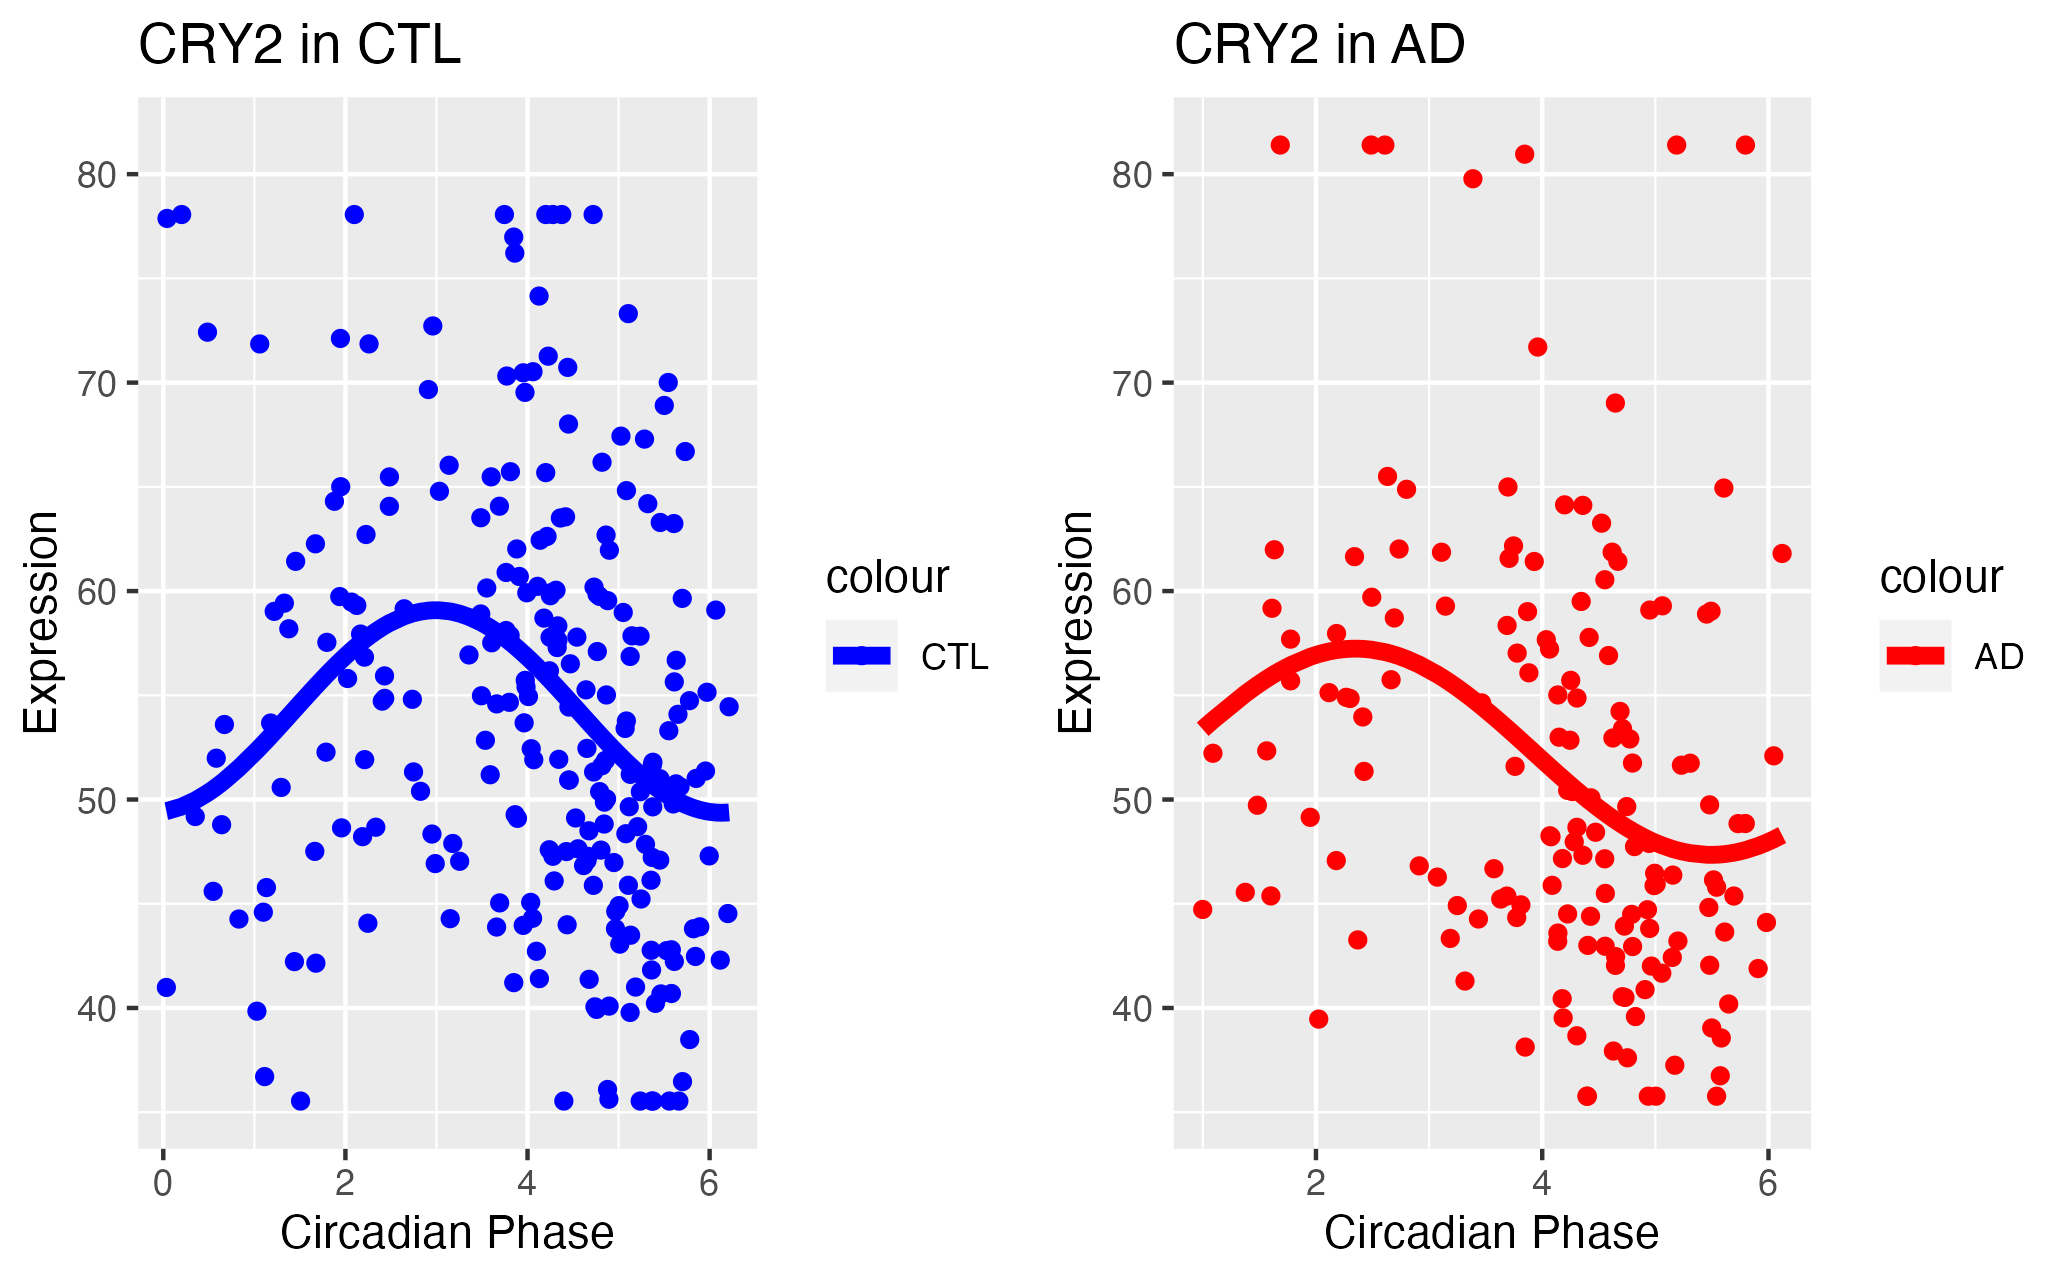 CRY2 in CTL
80
70
60
50
40
Expression
0 2 4 6
Circadian Phase
colour
CTL
CRY2 in AD
80
70
60
50
40
Expression
2 4 6
Circadian Phase
colour
AD